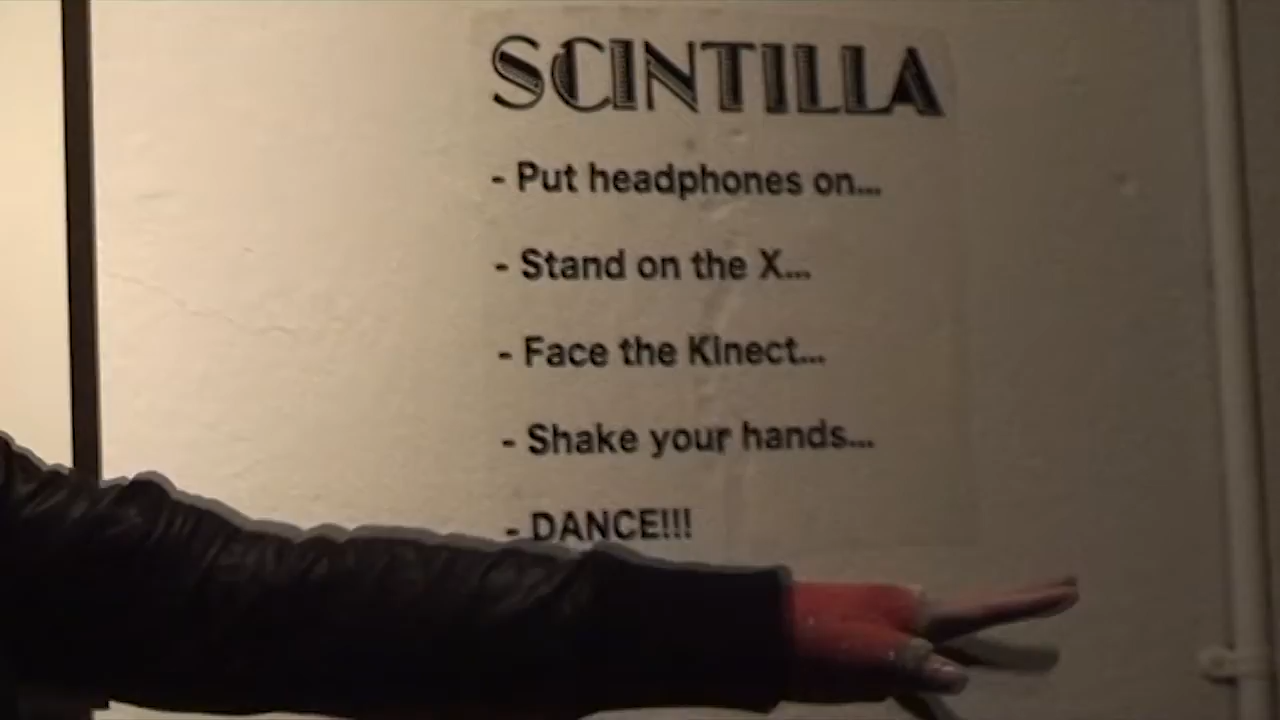 SCINTILLA
- Put headphones on...
- Stand on the X...
- Face the Kinect...
- Shake your hands...
- DANCE!!!